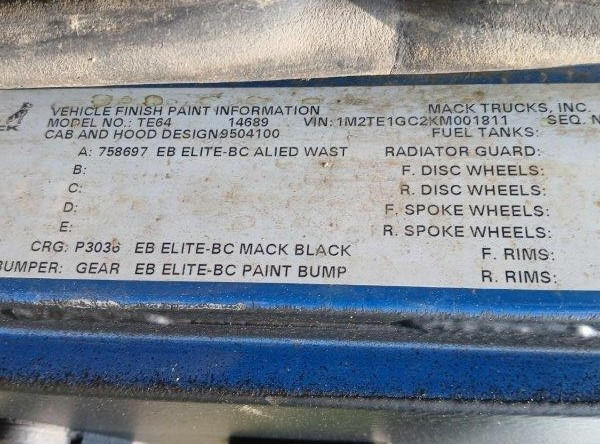 VEHICLE FINISH PAINT INFORMATION MACK TRUCKS, INC.
MODEL NO.: TE64 14689 VIN: 1M2TE1GC2KM001811 SEQ. N
CAB AND HOOD DESIGN:9504100 FUEL TANKS:
A: 758697 EB ELITE-BC ALIED WAST RADIATOR GUARD:
B: F. DISC WHEELS:
C: R. DISC WHEELS:
D: F. SPOKE WHEELS:
E: R. SPOKE WHEELS:
CRG: P3036 EB ELITE-BC MACK BLACK F. RIMS:
BUMPER: GEAR EB ELITE-BC PAINT BUMP R. RIMS: